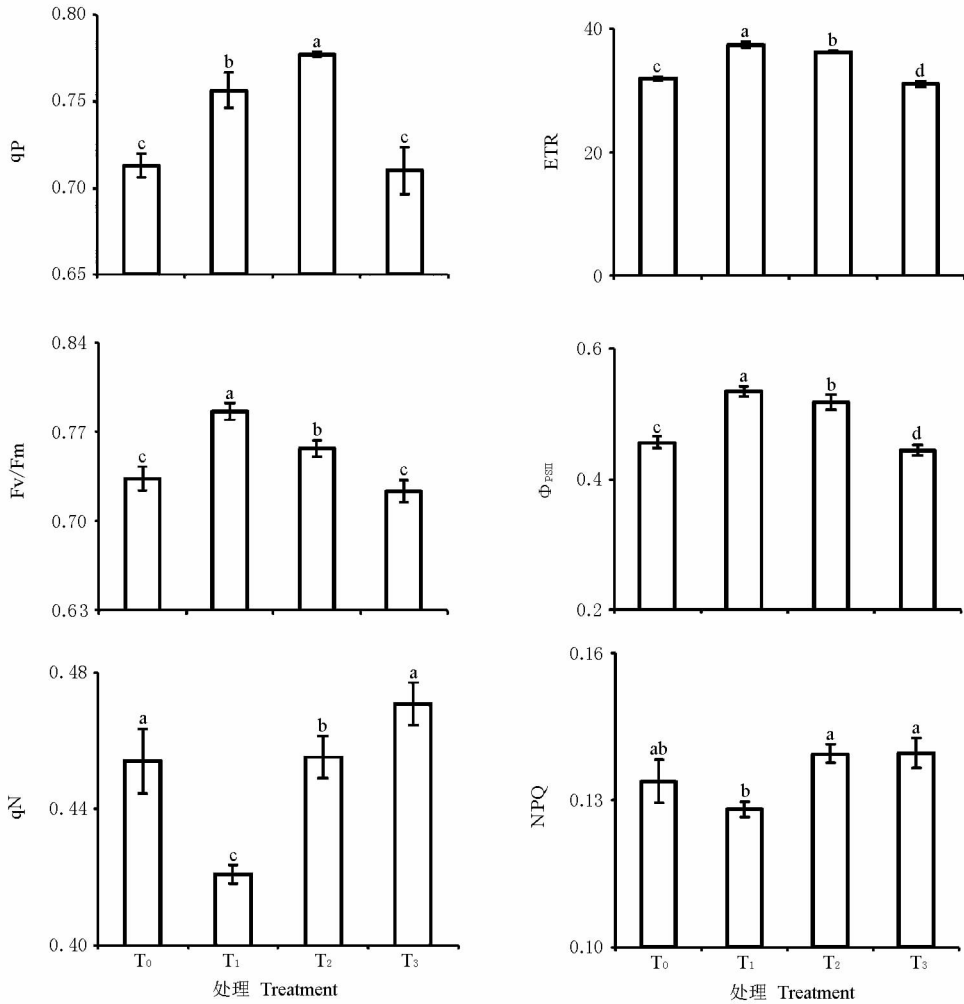 qP
0.80
0.75
0.70
0.65
c
b
a
c
ETR
40
20
0
c
a
b
d
Fv/Fm
0.84
0.77
0.70
0.63
c
a
b
c
Φ_PSII
0.6
0.4
0.2
c
a
b
d
qN
0.48
0.44
0.40
a
c
b
a
T₀ T₁ T₂ T₃
处理 Treatment
NPQ
0.16
0.13
0.10
ab
b
a
a
T₀ T₁ T₂ T₃
处理 Treatment